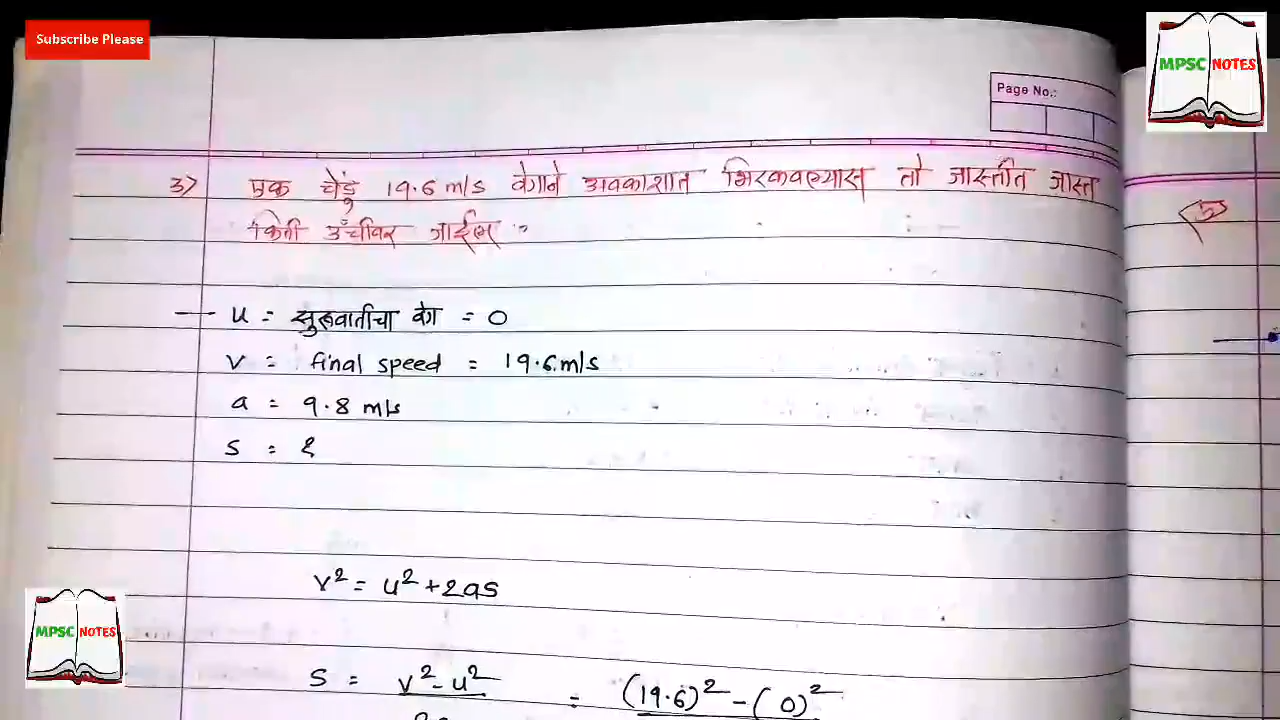 Subscribe Please
MPSC NOTES
Page No.:
3) एक चेंडू 19.6 m/s वेगाने अवकाशात भिरकवल्यास तो जास्तीत जास्त
किती उंचीवर जाईल ?
— u = सुरूवातीचा वेग = 0
v = final speed = 19.6 m/s
a = 9.8 m/s
s = ?
v² = u² + 2as
MPSC NOTES
s = v² - u² = (19.6)² - (0)²